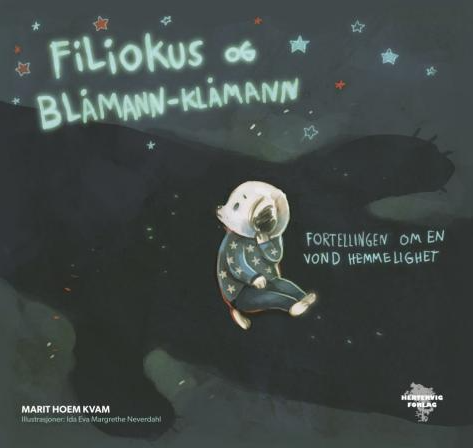 FILIOKUS OG
BLÅMANN-KLÅMANN
FORTELLINGEN OM EN
VOND HEMMELIGHET
MARIT HOEM KVAM
Illustrasjoner: Ida Eva Margrethe Neverdahl
HERTERVIG
FORLAG